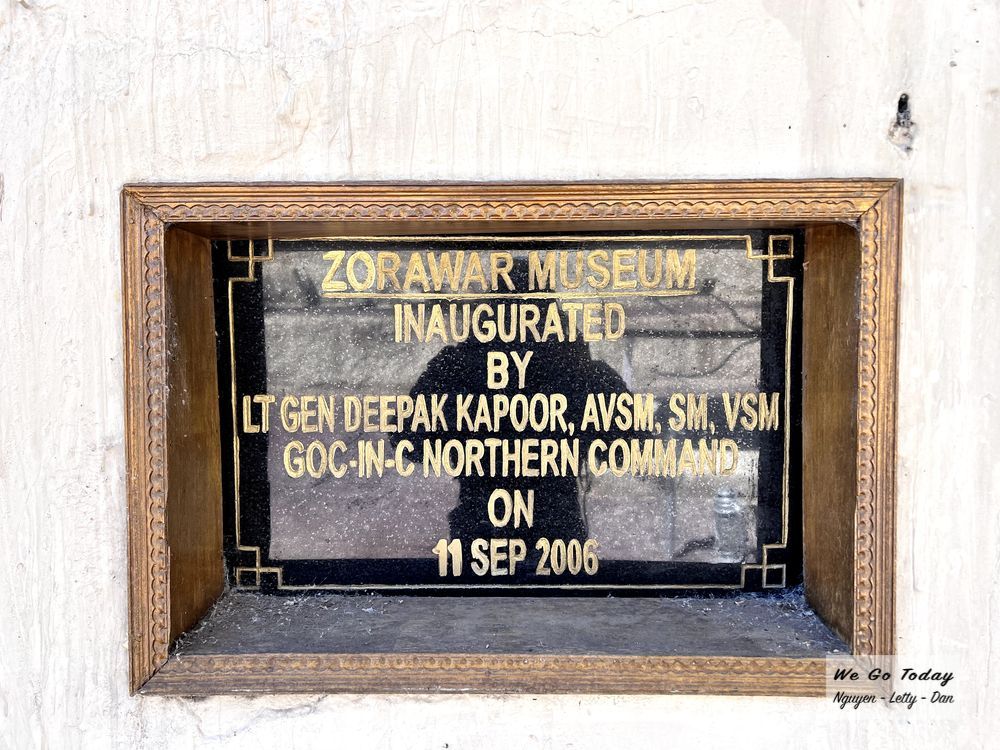 ZORAWAR MUSEUM
INAUGURATED
BY
LT GEN DEEPAK KAPOOR, AVSM, SM, VSM
GOC-IN-C NORTHERN COMMAND
ON
11 SEP 2006
We Go Today
Nguyen - Letty - Dan